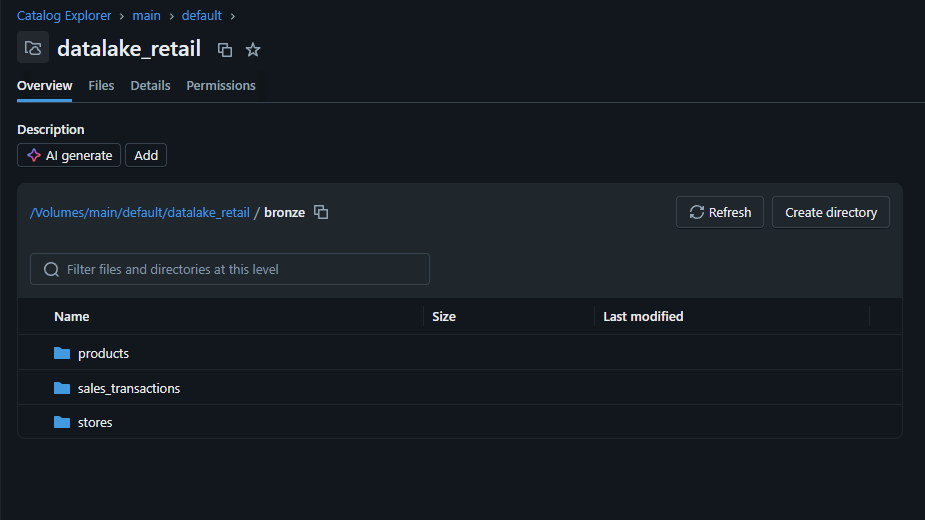 Catalog Explorer > main > default >
datalake_retail
Overview Files Details Permissions
Description
AI generate Add
/Volumes/main/default/datalake_retail / bronze
Refresh Create directory
Filter files and directories at this level
Name Size Last modified
products
sales_transactions
stores